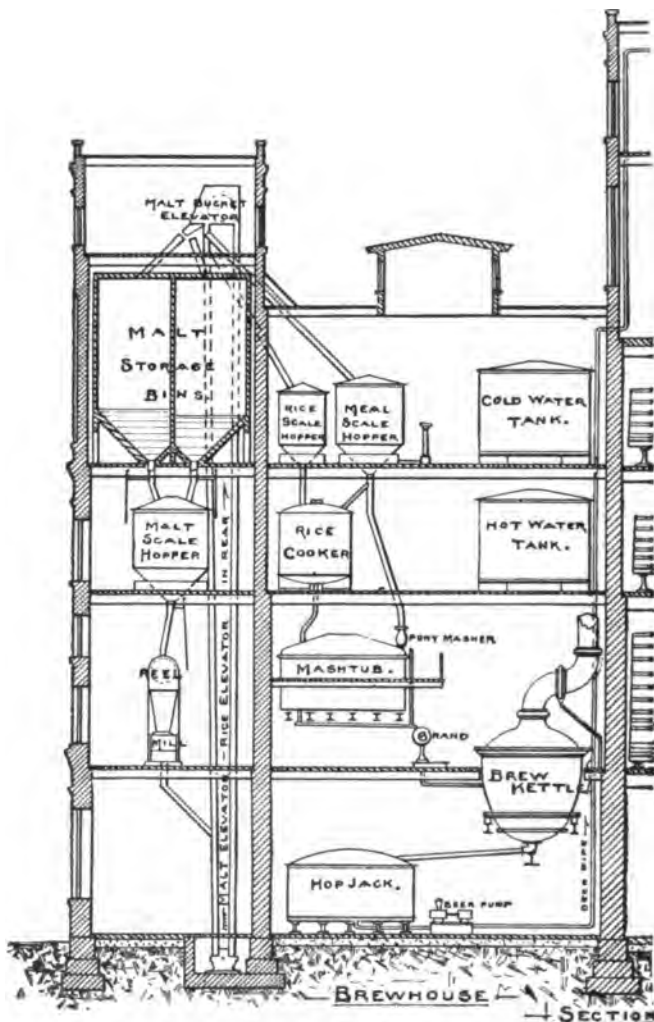 MALT BUCKET
ELEVATOR
MALT
STORAGE
BINS.
RICE
SCALE
HOPPER
MEAL
SCALE
HOPPER
COLD WATER
TANK.
MALT
SCALE
HOPPER
RICE
COOKER
HOT WATER
TANK.
MALT ELEVATOR - RICE ELEVATOR IN REAR
PONY MASHER
REEL
MASHTUB.
GRAND
MILL
BREW
KETTLE
HOP JACK.
BEER PUMP
BREWHOUSE
SECTION